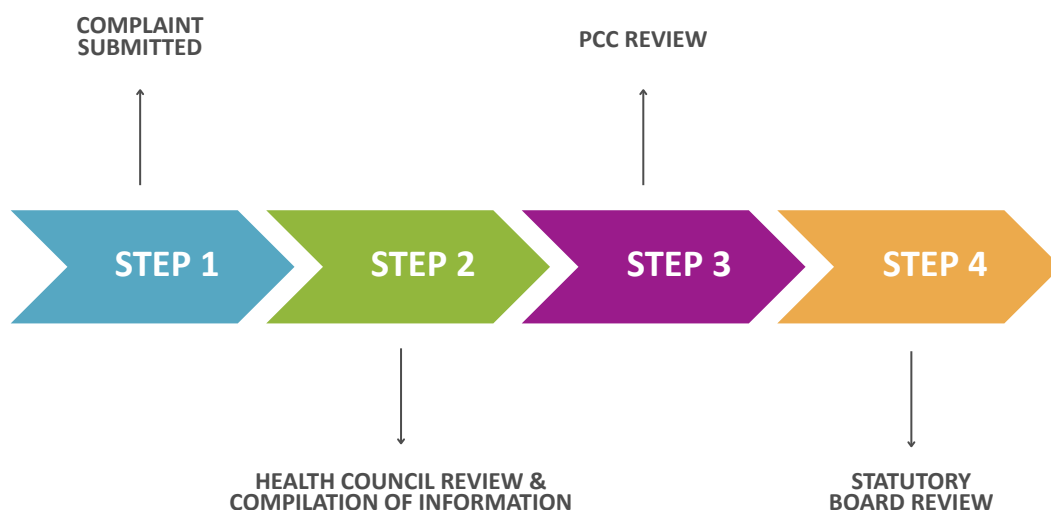 COMPLAINT
SUBMITTED
PCC REVIEW
STEP 1
STEP 2
STEP 3
STEP 4
HEALTH COUNCIL REVIEW &
COMPILATION OF INFORMATION
STATUTORY
BOARD REVIEW